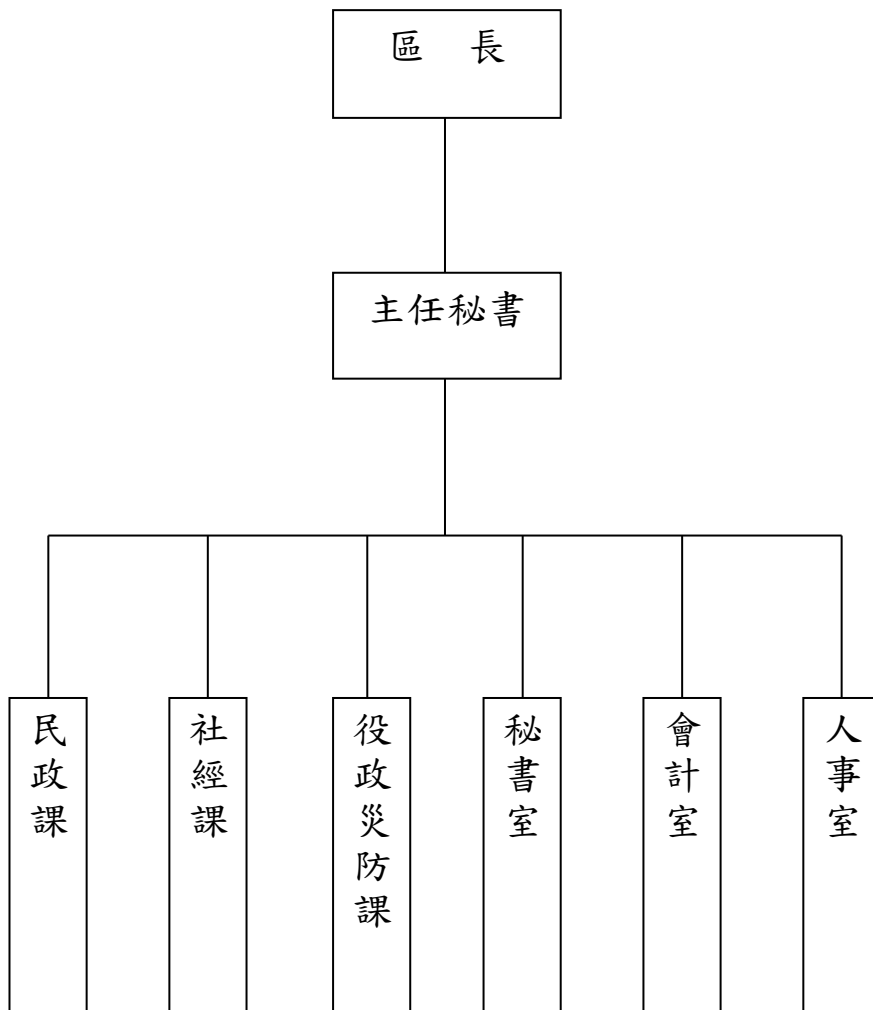 區 長
主任秘書
民政課
社經課
役政災防課
秘書室
會計室
人事室